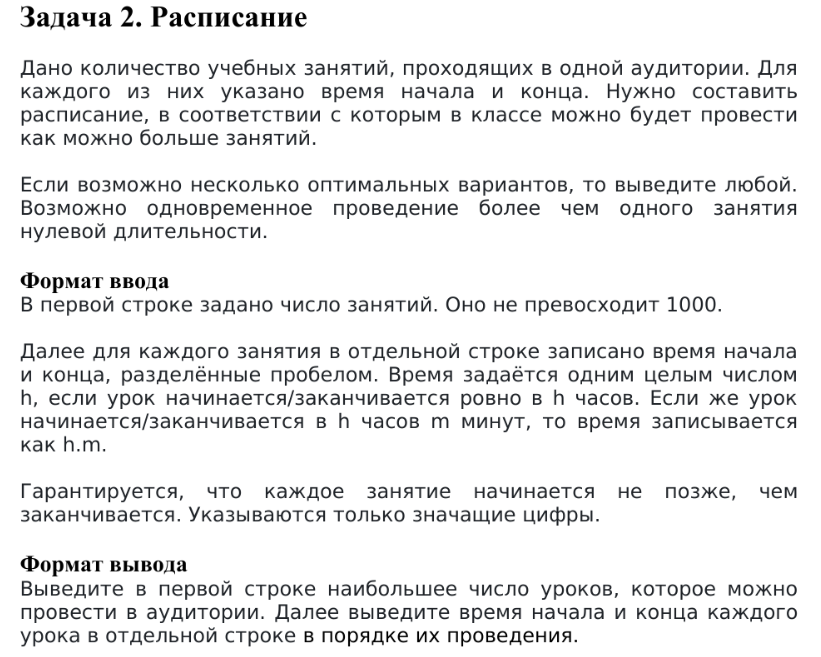 Задача 2. Расписание
Дано количество учебных занятий, проходящих в одной аудитории. Для
каждого из них указано время начала и конца. Нужно составить
расписание, в соответствии с которым в классе можно будет провести
как можно больше занятий.
Если возможно несколько оптимальных вариантов, то выведите любой.
Возможно одновременное проведение более чем одного занятия
нулевой длительности.
Формат ввода
В первой строке задано число занятий. Оно не превосходит 1000.
Далее для каждого занятия в отдельной строке записано время начала
и конца, разделённые пробелом. Время задаётся одним целым числом
h, если урок начинается/заканчивается ровно в h часов. Если же урок
начинается/заканчивается в h часов m минут, то время записывается
как h.m.
Гарантируется, что каждое занятие начинается не позже, чем
заканчивается. Указываются только значащие цифры.
Формат вывода
Выведите в первой строке наибольшее число уроков, которое можно
провести в аудитории. Далее выведите время начала и конца каждого
урока в отдельной строке в порядке их проведения.